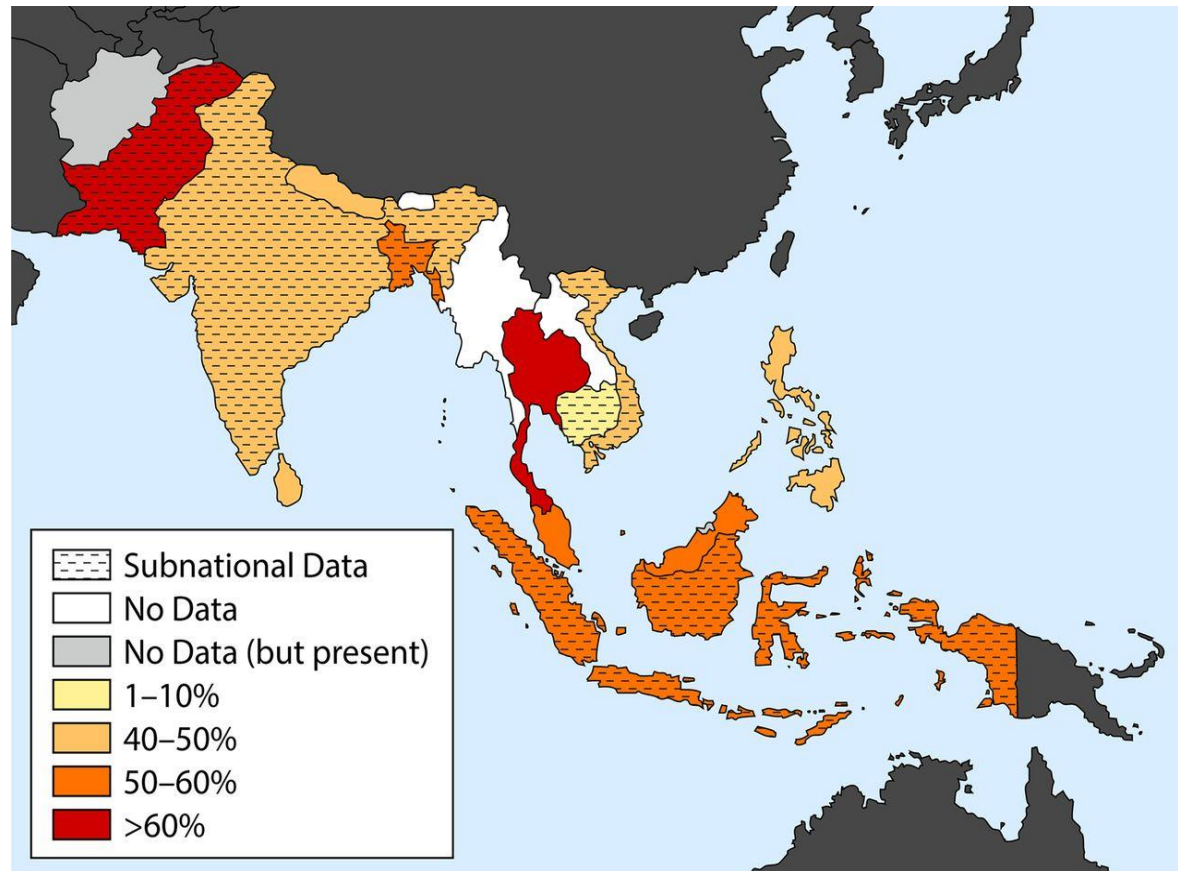 Subnational Data
No Data
No Data (but present)
1–10%
40–50%
50–60%
>60%